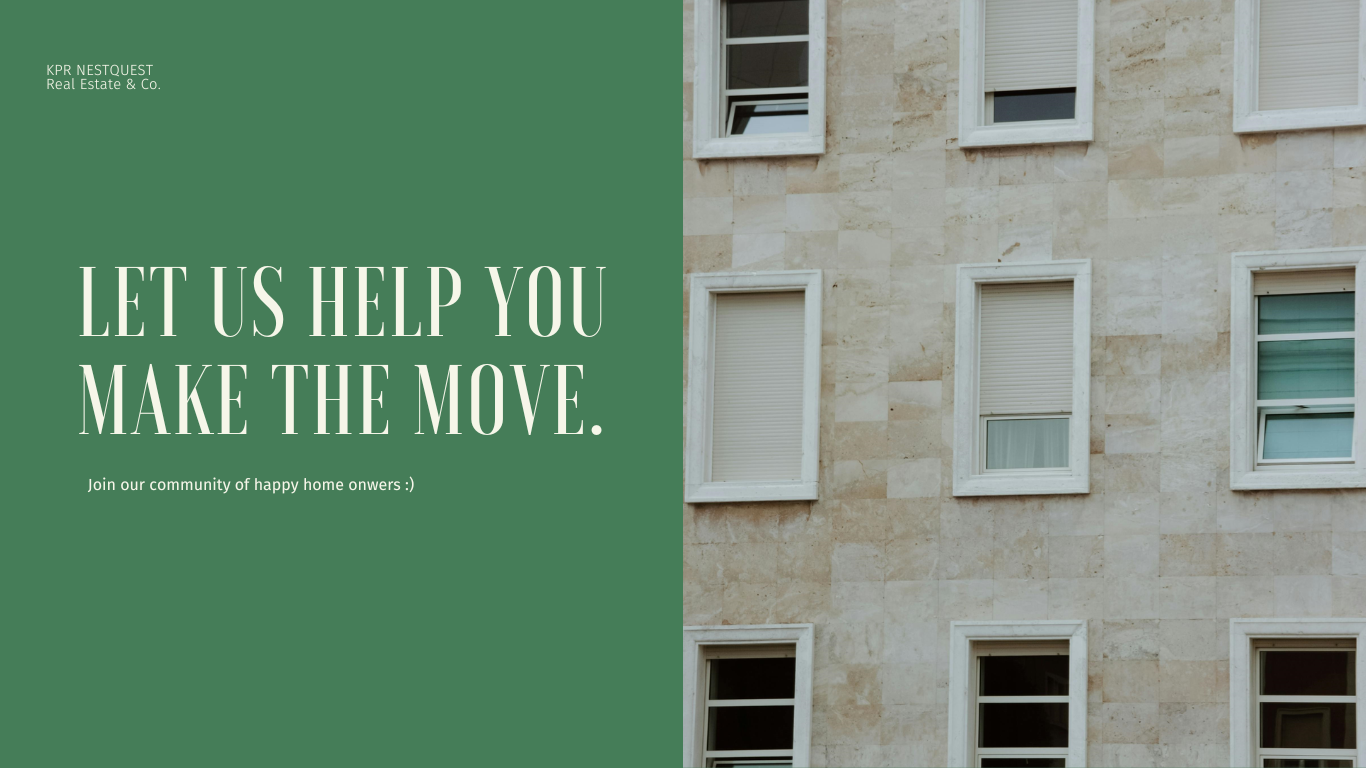 KPR NESTQUEST
Real Estate & Co.
LET US HELP YOU
MAKE THE MOVE.
Join our community of happy home onwers :)